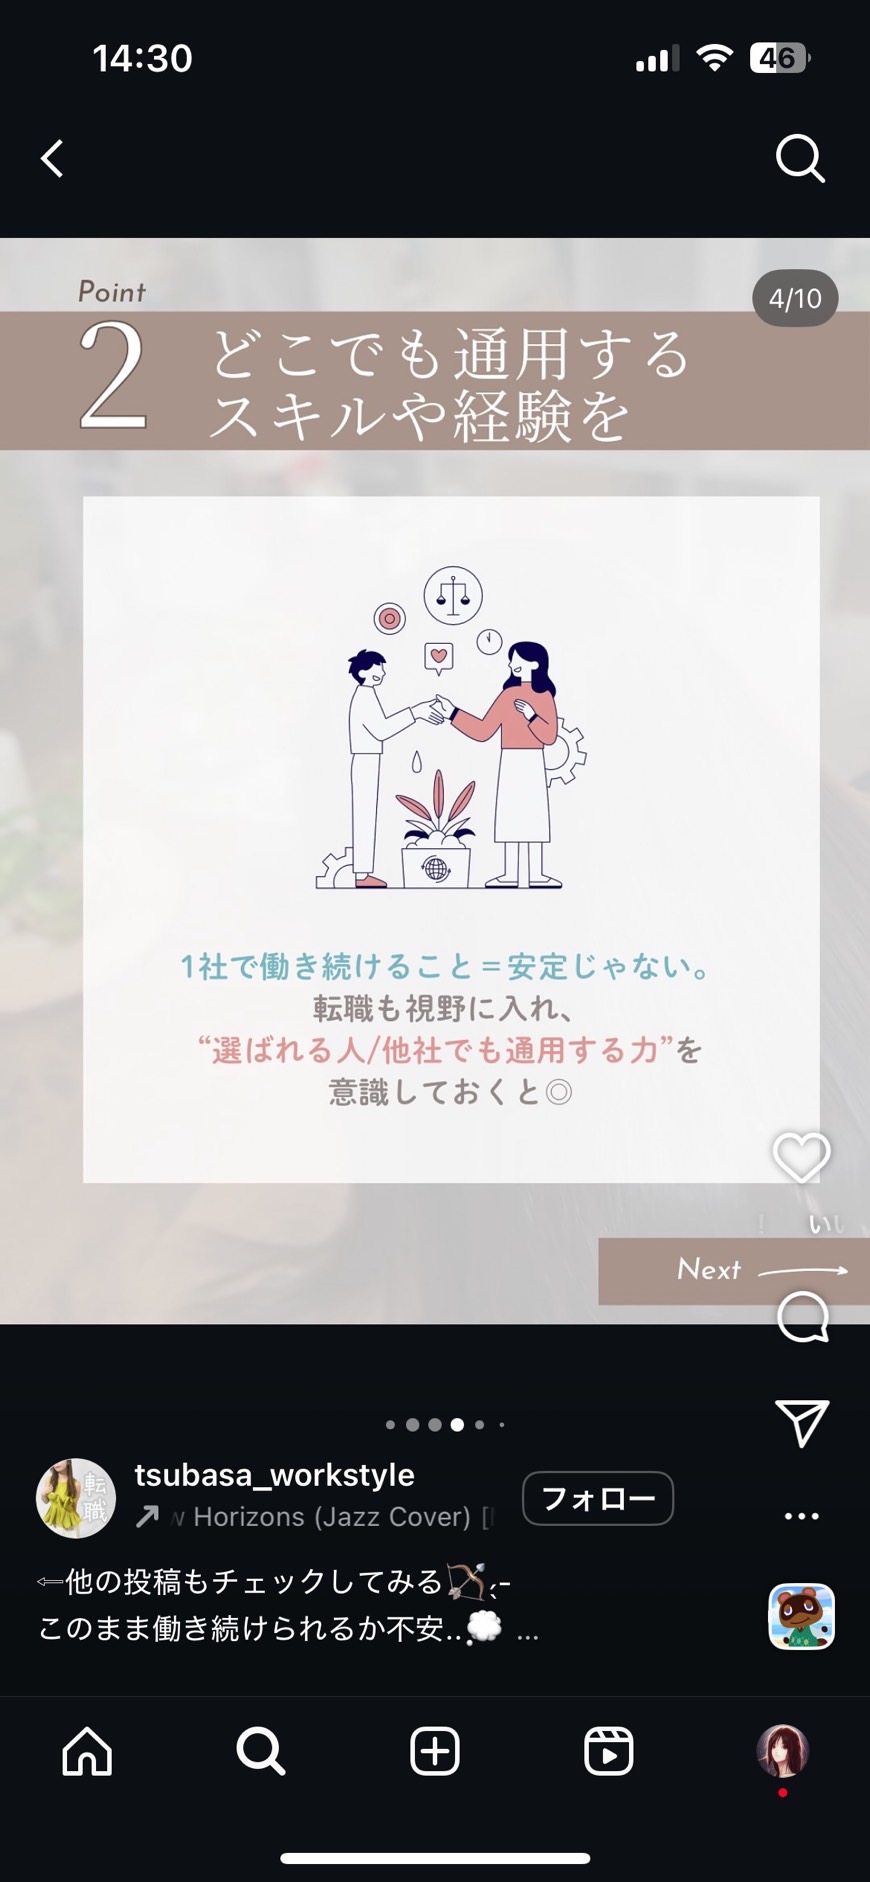 14:30
46
4/10
Point
2
どこでも通用する
スキルや経験を
1社で働き続けること＝安定じゃない。
転職も視野に入れ、
“選ばれる人/他社でも通用する力”を
意識しておくと◎
Next
tsubasa_workstyle
Horizons (Jazz Cover)
転
職
フォロー
⇦他の投稿もチェックしてみる🏹
このまま働き続けられるか不安..💭 ...